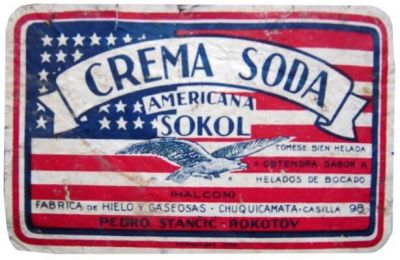 CREMA SODA
AMERICANA
SOKOL
TOMESE BIEN HELADA
Y OBTENDRA SABOR A
HELADOS DE BOCADO
(HALCON)
FABRICA DE HIELO Y GASEOSAS - CHUQUICAMATA - CASILLA 98
PEDRO STANČIĆ - ROKOTOV